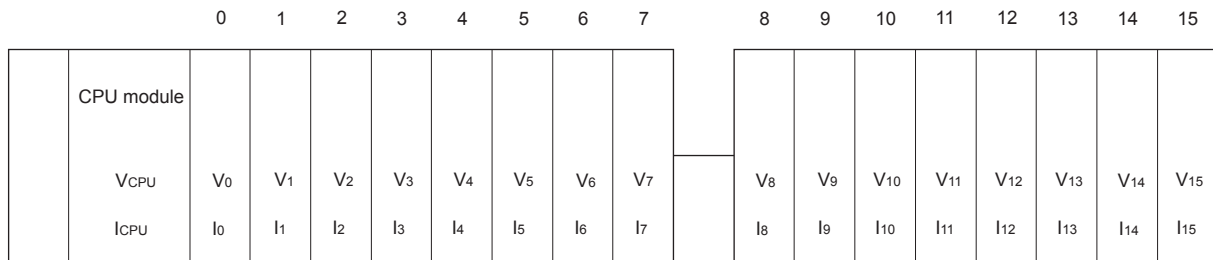 0 1 2 3 4 5 6 7 8 9 10 11 12 13 14 15
CPU module
VCPU V0 V1 V2 V3 V4 V5 V6 V7 V8 V9 V10 V11 V12 V13 V14 V15
ICPU I0 I1 I2 I3 I4 I5 I6 I7 I8 I9 I10 I11 I12 I13 I14 I15